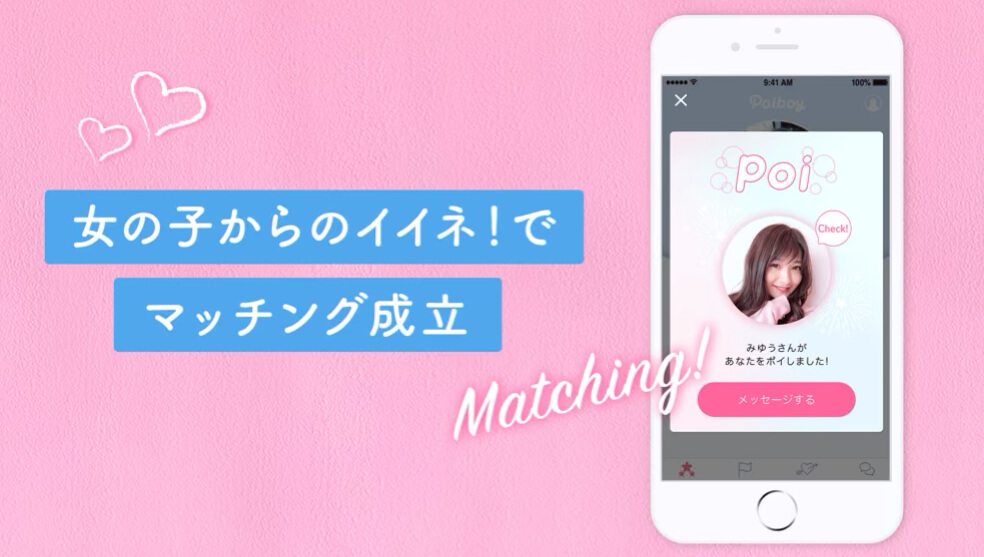 女の子からのイイネ!で
マッチング成立
Matching!
9:41 AM
100%
Poiboy
Poi
Check!
みゆうさんが
あなたをポイしました!
メッセージする